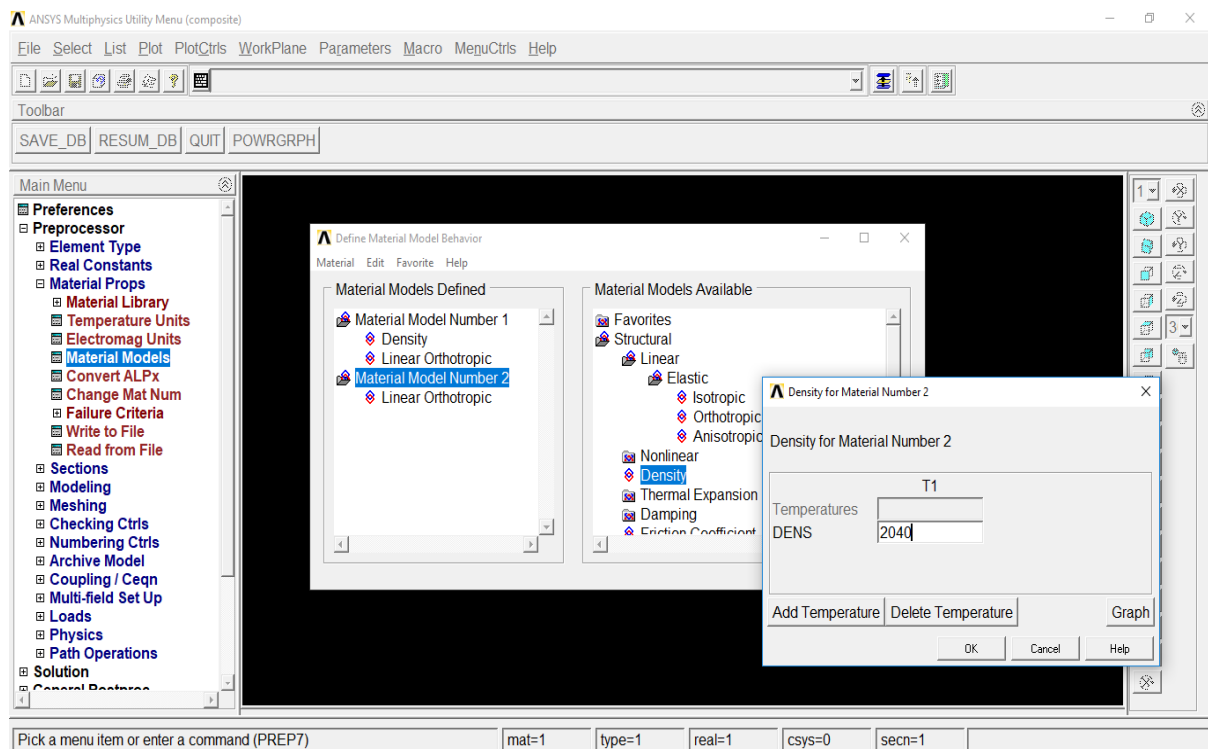 ANSYS Multiphysics Utility Menu (composite)
File Select List Plot PlotCtrls WorkPlane Parameters Macro MenuCtrls Help
Toolbar
SAVE_DB RESUM_DB QUIT POWRGRPH
Main Menu
Preferences
Preprocessor
Element Type
Real Constants
Material Props
Material Library
Temperature Units
Electromag Units
Material Models
Convert ALPx
Change Mat Num
Failure Criteria
Write to File
Read from File
Sections
Modeling
Meshing
Checking Ctrls
Numbering Ctrls
Archive Model
Coupling / Ceqn
Multi-field Set Up
Loads
Physics
Path Operations
Solution
General Postproc
Define Material Model Behavior
Material Edit Favorite Help
Material Models Defined
Material Model Number 1
Density
Linear Orthotropic
Material Model Number 2
Linear Orthotropic
Material Models Available
Favorites
Structural
Linear
Elastic
Isotropic
Orthotropic
Anisotropic
Nonlinear
Density
Thermal Expansion
Damping
Friction Coefficient
Density for Material Number 2
Density for Material Number 2
T1
Temperatures
DENS 2040
Add Temperature Delete Temperature Graph
OK Cancel Help
1
3
Pick a menu item or enter a command (PREP7) mat=1 type=1 real=1 csys=0 secn=1